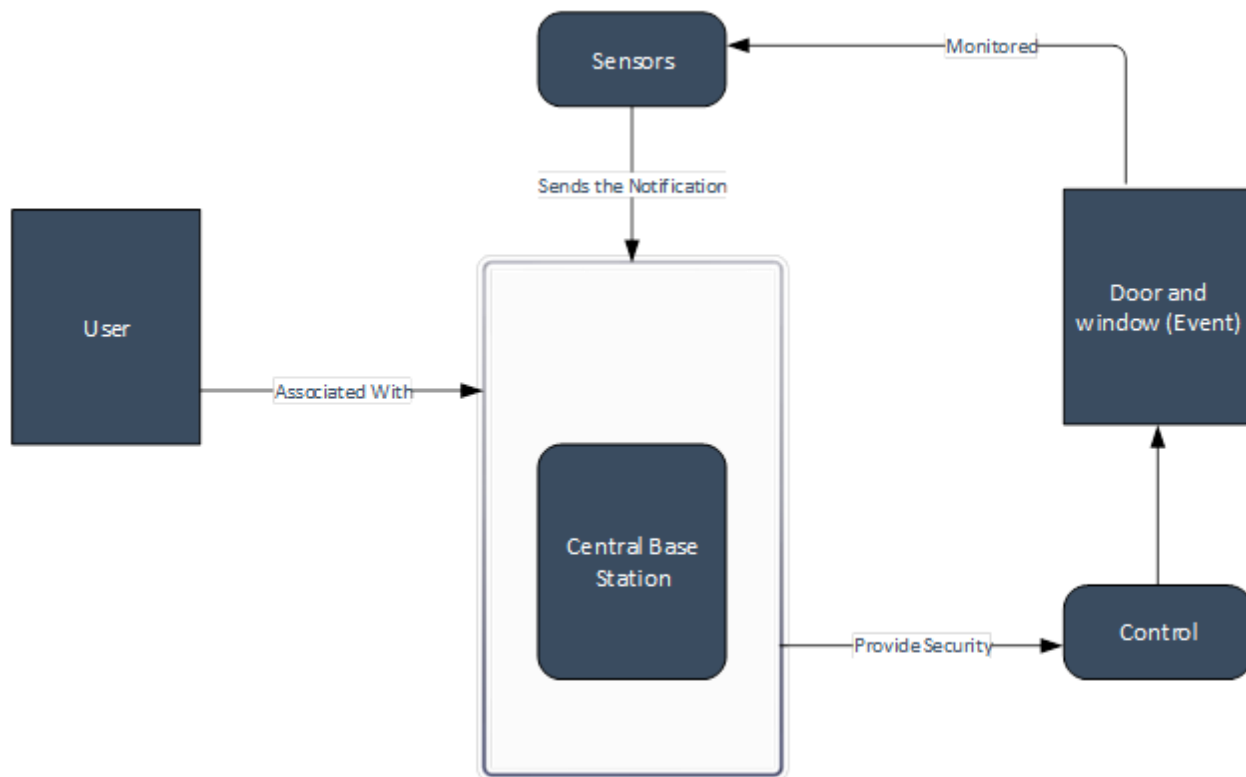 Sensors
Monitored
Sends the Notification
User
Door and
window (Event)
Associated With
Central Base
Station
Provide Security
Control